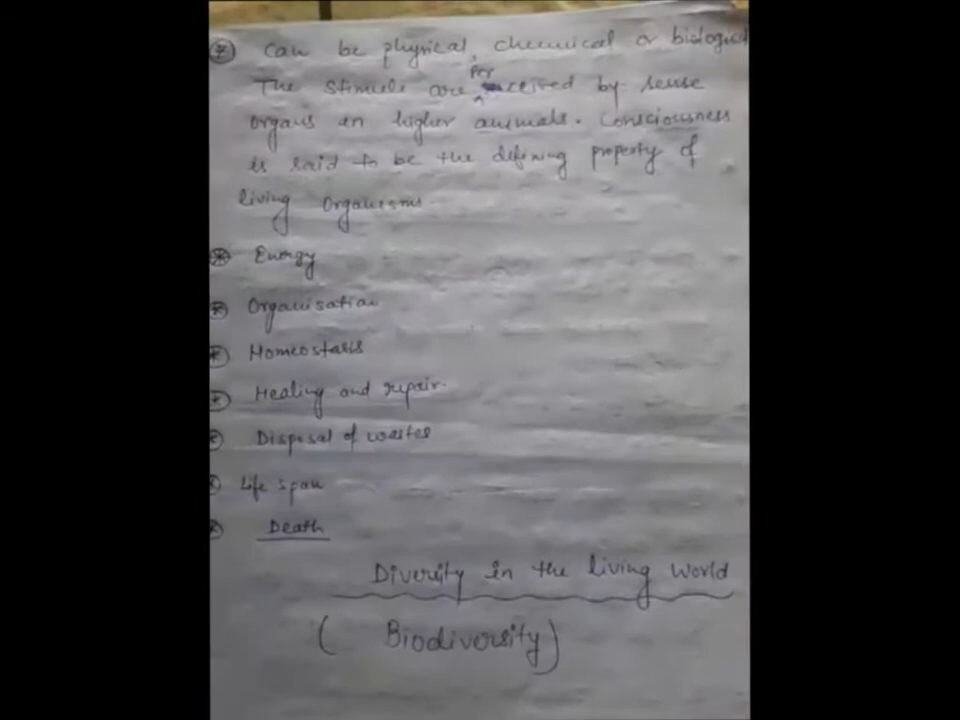 Can be physical, chemical or biological
The stimuli are perceived by sense
organs in higher animals. Consciousness
is said to be the defining property of
living organisms
Energy
Organisation
Homeostasis
Healing and repair.
Disposal of wastes
Life span
Death
Diversity in the living world
(Biodiversity)